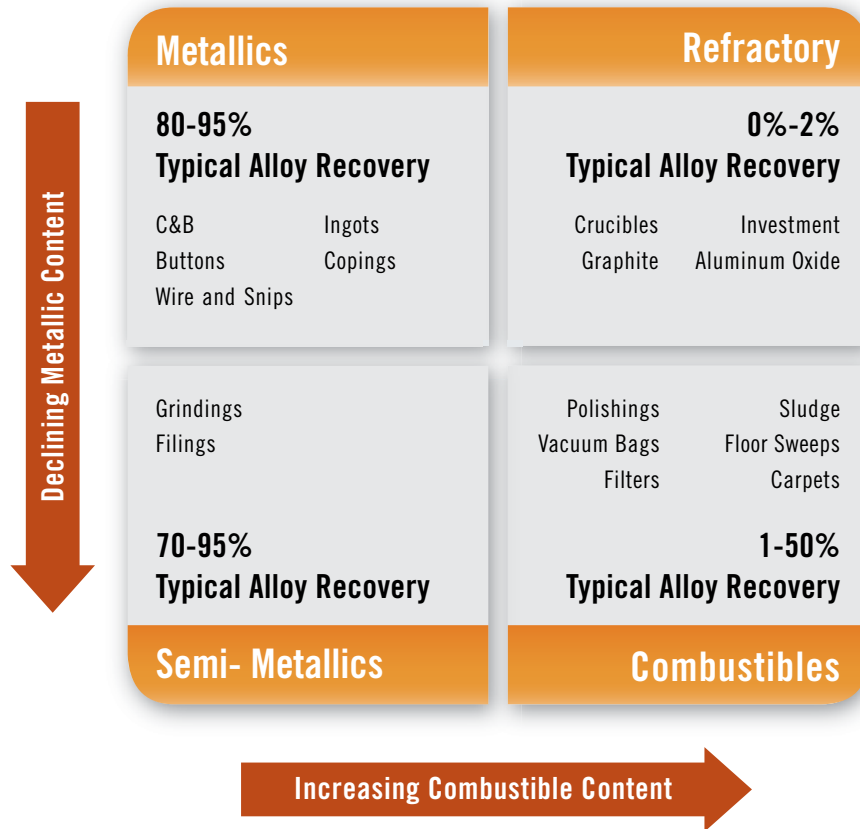 Metallics
80-95%
Typical Alloy Recovery
C&B
Ingots
Buttons
Copings
Wire and Snips
Refractory
0%-2%
Typical Alloy Recovery
Crucibles
Investment
Graphite
Aluminum Oxide
Declining Metallic Content
Grindings
Filings
70-95%
Typical Alloy Recovery
Semi- Metallics
Polishings
Sludge
Vacuum Bags
Floor Sweeps
Filters
Carpets
1-50%
Typical Alloy Recovery
Combustibles
Increasing Combustible Content